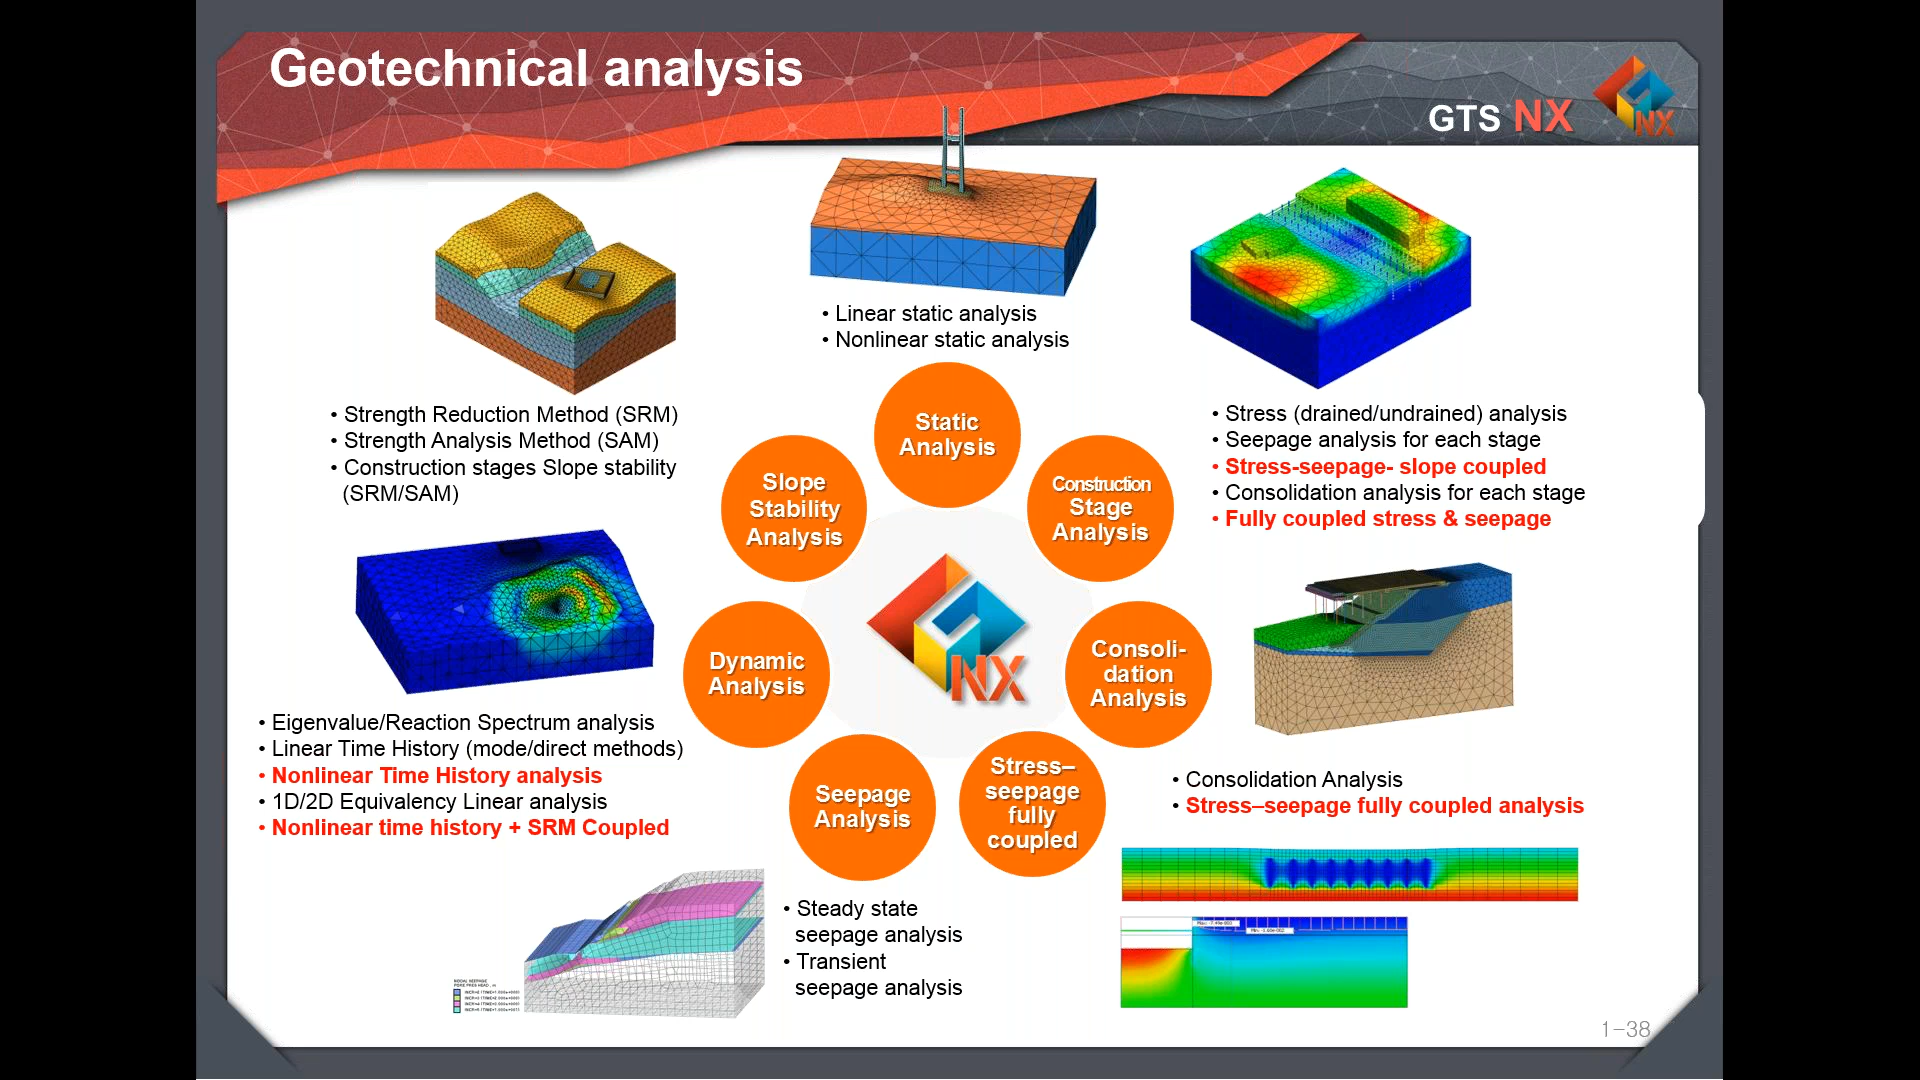 Geotechnical analysis
GTS NX
NX
• Linear static analysis
• Nonlinear static analysis
• Strength Reduction Method (SRM)
• Strength Analysis Method (SAM)
• Construction stages Slope stability
(SRM/SAM)
• Stress (drained/undrained) analysis
• Seepage analysis for each stage
• Stress-seepage- slope coupled
• Consolidation analysis for each stage
• Fully coupled stress & seepage
Static
Analysis
Slope
Stability
Analysis
Construction
Stage
Analysis
Dynamic
Analysis
NX
Consoli-
dation
Analysis
Seepage
Analysis
Stress–
seepage
fully
coupled
• Eigenvalue/Reaction Spectrum analysis
• Linear Time History (mode/direct methods)
• Nonlinear Time History analysis
• 1D/2D Equivalency Linear analysis
• Nonlinear time history + SRM Coupled
• Consolidation Analysis
• Stress–seepage fully coupled analysis
• Steady state
seepage analysis
• Transient
seepage analysis
1-38